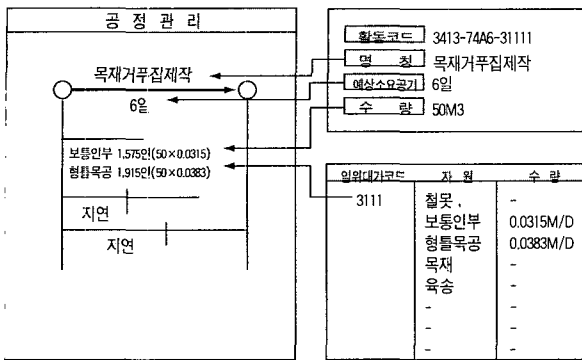 공 정 관 리
목재거푸집제작
6일
보통인부 1,575인(50×0.0315)
형틀목공 1,915인(50×0.0383)
지연
지연
활동코드 3413-74A6-31111
명 칭 목재거푸집제작
예상소요공기 6일
수 량 50M3
일위대가코드 자 원 수 량
3111 철못, -
보통인부 0.0315M/D
형틀목공 0.0383M/D
목재 -
육송 -
- -
- -
- -